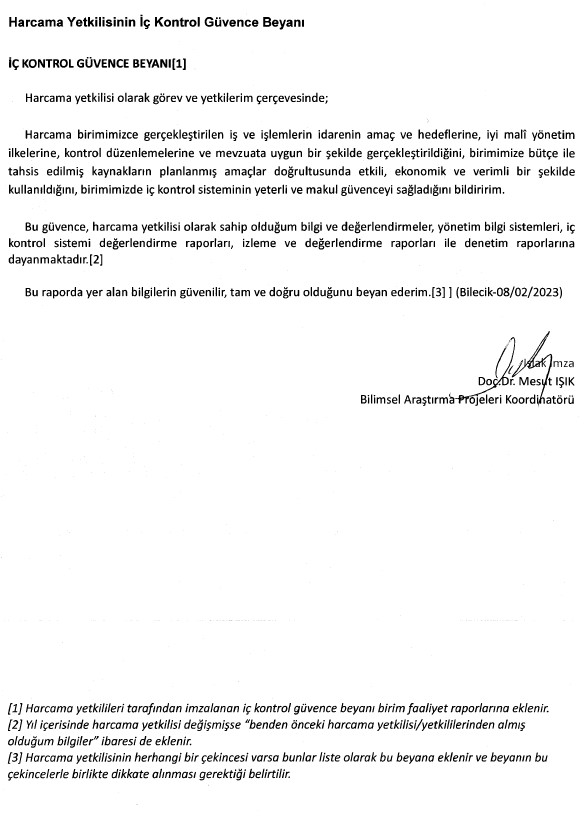 Harcama Yetkilisinin İç Kontrol Güvence Beyanı
İÇ KONTROL GÜVENCE BEYANI[1]
Harcama yetkilisi olarak görev ve yetkilerim çerçevesinde;
Harcama birimimizce gerçekleştirilen iş ve işlemlerin idarenin amaç ve hedeflerine, iyi malî yönetim
ilkelerine, kontrol düzenlemelerine ve mevzuata uygun bir şekilde gerçekleştirildiğini, birimimize bütçe ile
tahsis edilmiş kaynakların planlanmış amaçlar doğrultusunda etkili, ekonomik ve verimli bir şekilde
kullanıldığını, birimimizde iç kontrol sisteminin yeterli ve makul güvenceyi sağladığını bildiririm.
Bu güvence, harcama yetkilisi olarak sahip olduğum bilgi ve değerlendirmeler, yönetim bilgi sistemleri, iç
kontrol sistemi değerlendirme raporları, izleme ve değerlendirme raporları ile denetim raporlarına
dayanmaktadır.[2]
Bu raporda yer alan bilgilerin güvenilir, tam ve doğru olduğunu beyan ederim.[3] ] (Bilecik-08/02/2023)
Islak İmza
Doç.Dr. Mesut IŞIK
Bilimsel Araştırma Projeleri Koordinatörü
[1] Harcama yetkilileri tarafından imzalanan iç kontrol güvence beyanı birim faaliyet raporlarına eklenir.
[2] Yıl içerisinde harcama yetkilisi değişmişse “benden önceki harcama yetkilisi/yetkililerinden almış
olduğum bilgiler” ibaresi de eklenir.
[3] Harcama yetkilisinin herhangi bir çekincesi varsa bunlar liste olarak bu beyana eklenir ve beyanın bu
çekincelerle birlikte dikkate alınması gerektiği belirtilir.